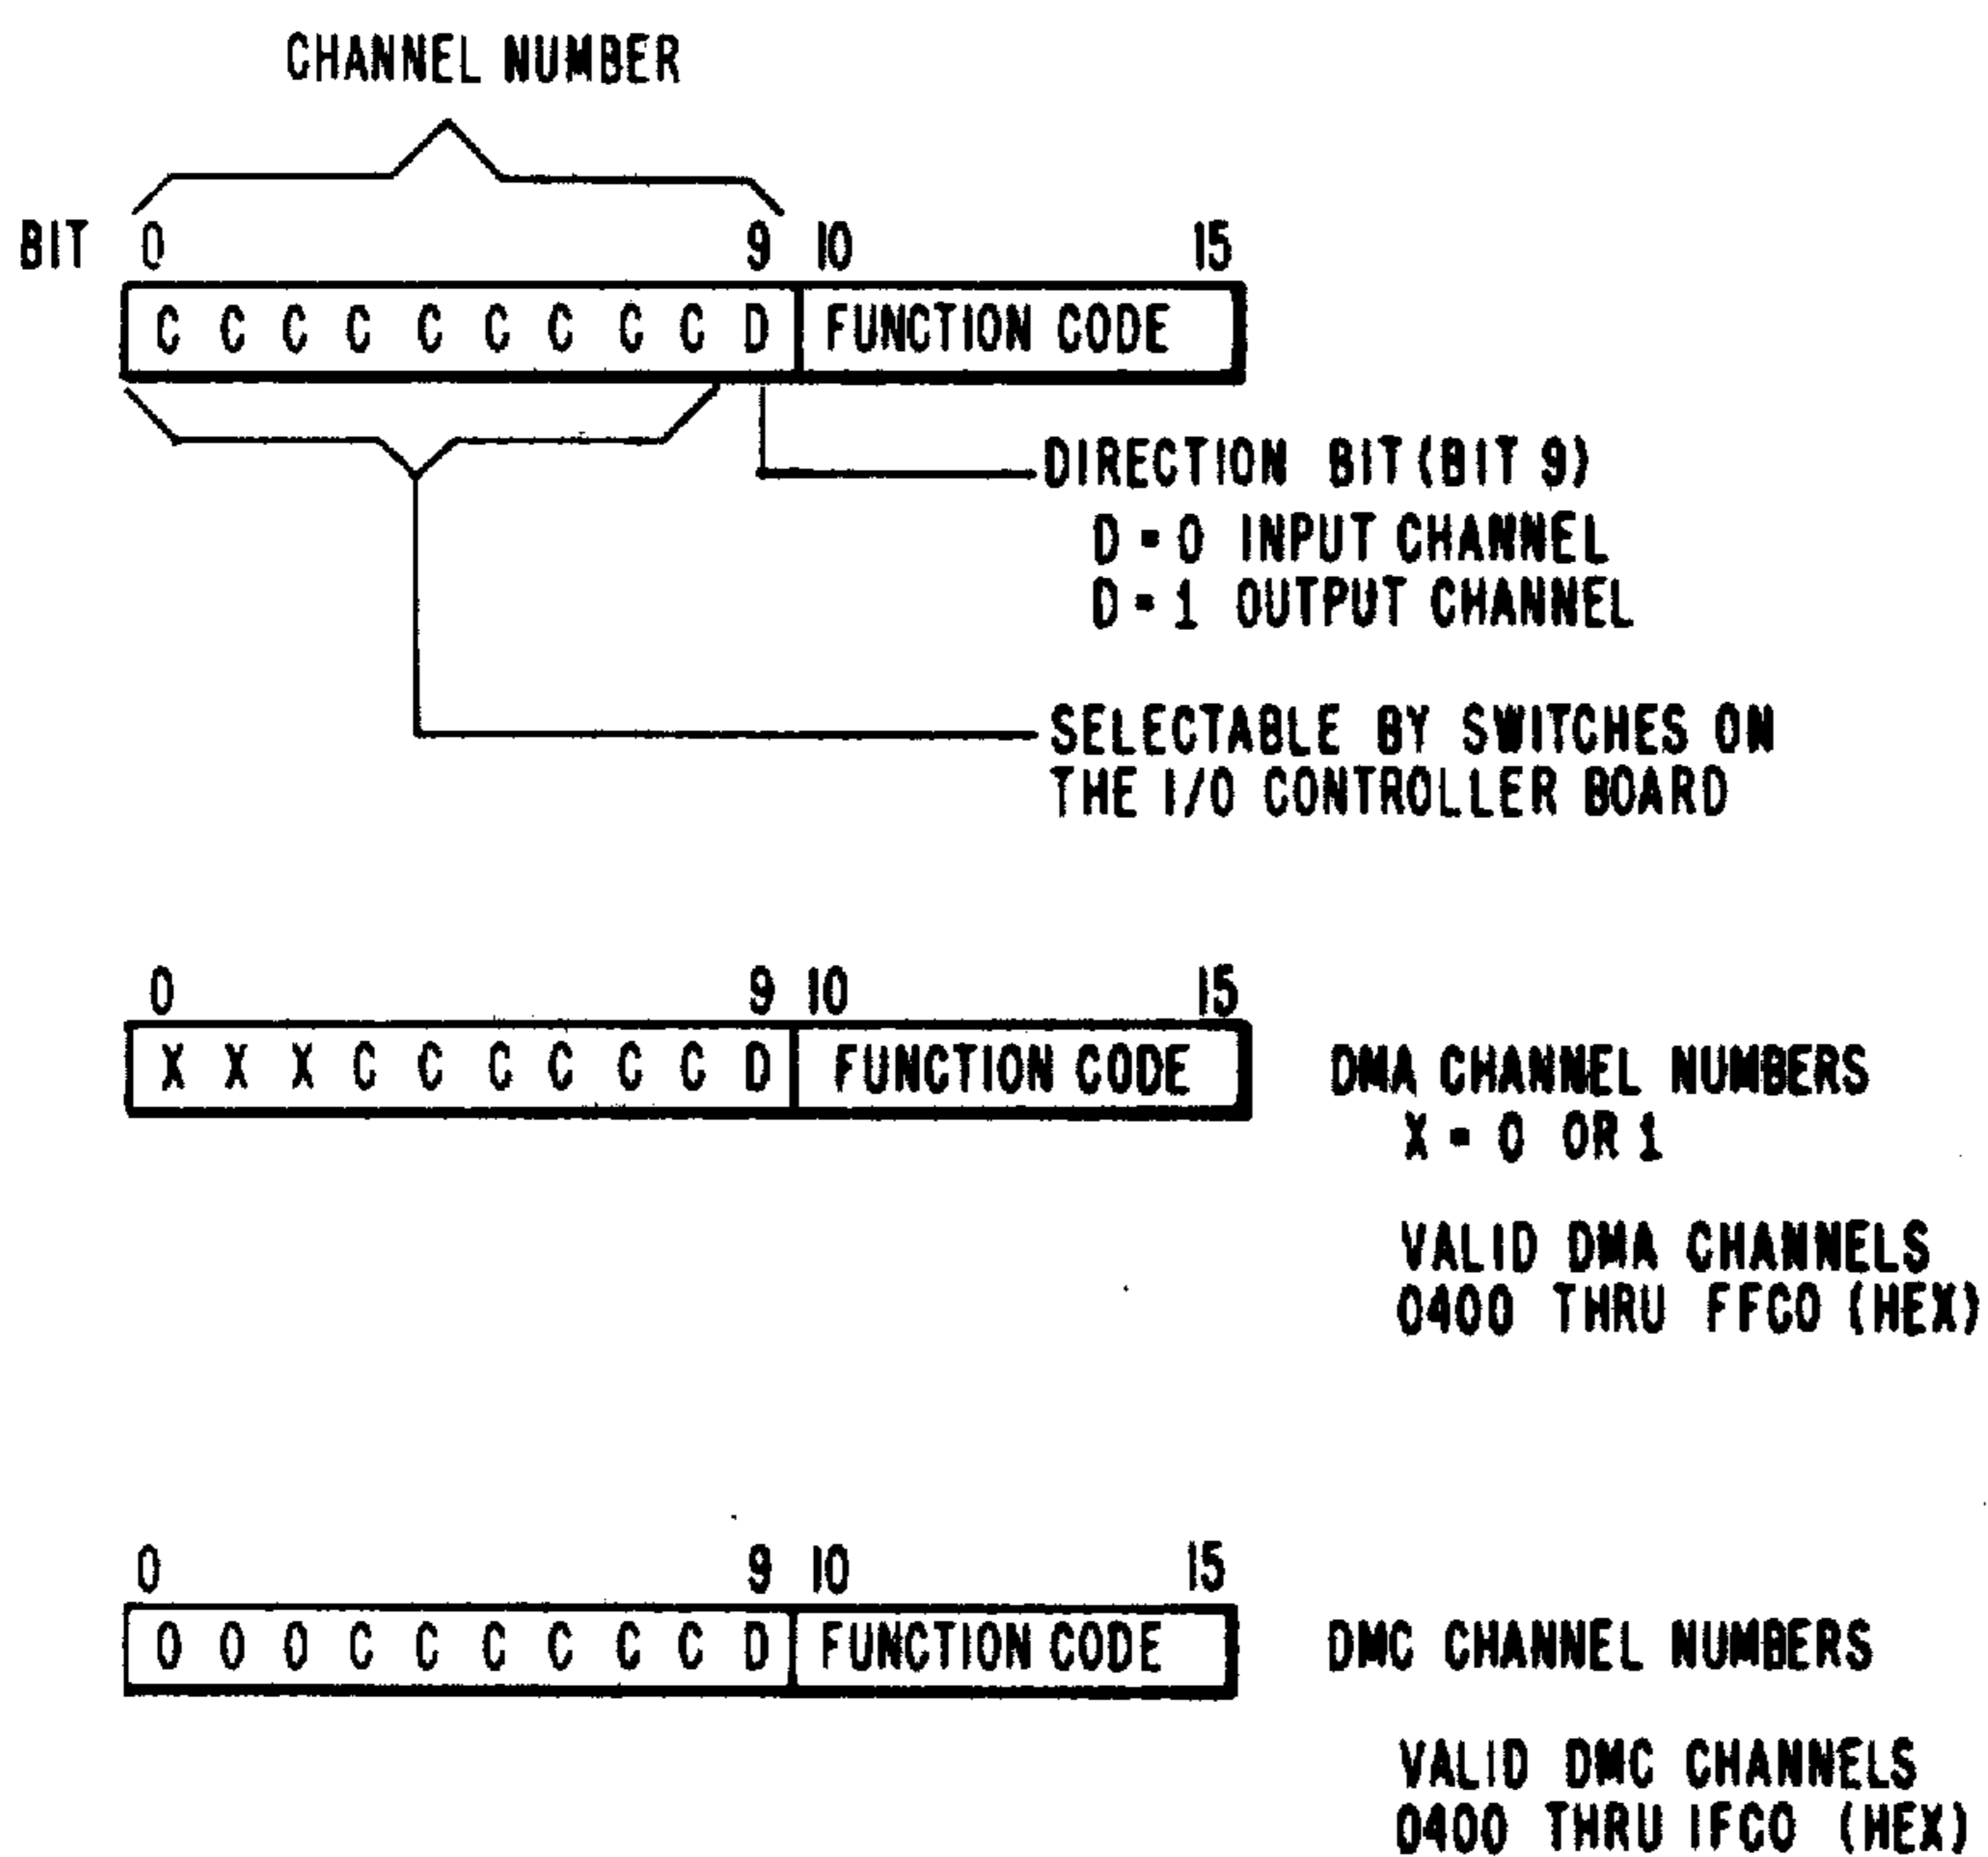 CHANNEL NUMBER
BIT 0 9 10 15
C C C C C C C C C D FUNCTION CODE
DIRECTION BIT (BIT 9)
D = 0 INPUT CHANNEL
D = 1 OUTPUT CHANNEL
SELECTABLE BY SWITCHES ON
THE I/O CONTROLLER BOARD
0 9 10 15
X X X C C C C C C D FUNCTION CODE
DMA CHANNEL NUMBERS
X = 0 OR 1
VALID DMA CHANNELS
0400 THRU FFC0 (HEX)
0 9 10 15
0 0 0 C C C C C C D FUNCTION CODE
DMC CHANNEL NUMBERS
VALID DMC CHANNELS
0400 THRU 1FC0 (HEX)